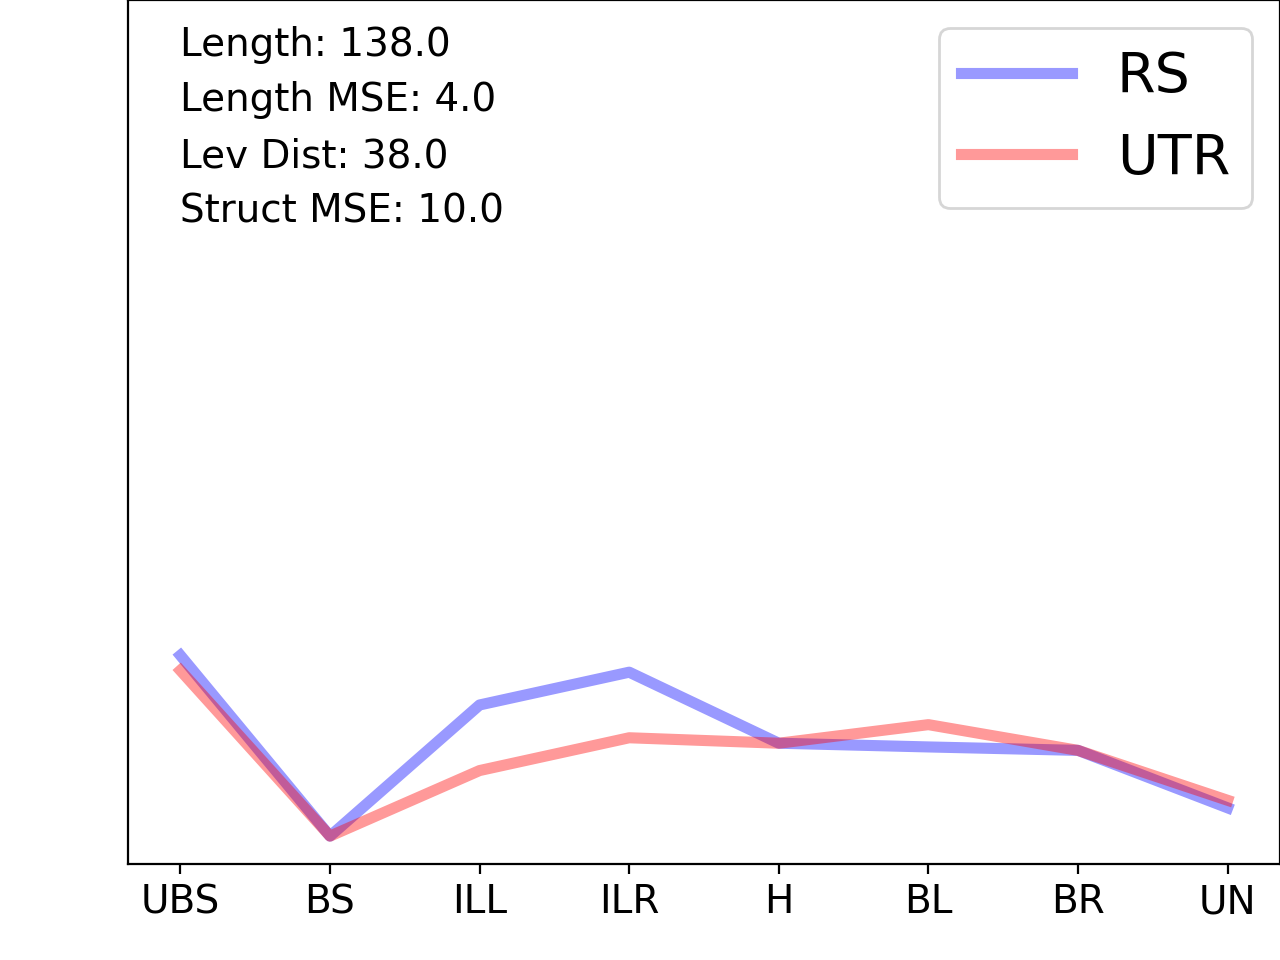 Length: 138.0
Length MSE: 4.0
Lev Dist: 38.0
Struct MSE: 10.0
RS
UTR
UBS BS ILL ILR H BL BR UN